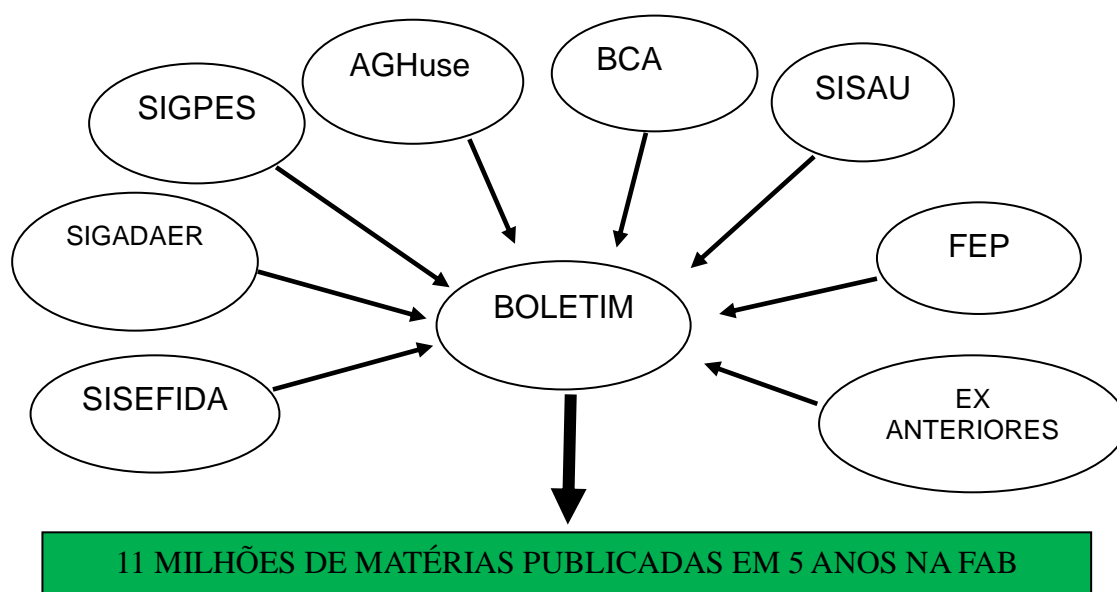 AGHuse
BCA
SISAU
SIGPES
SIGADAER
FEP
BOLETIM
SISEFIDA
EX
ANTERIORES
11 MILHÕES DE MATÉRIAS PUBLICADAS EM 5 ANOS NA FAB